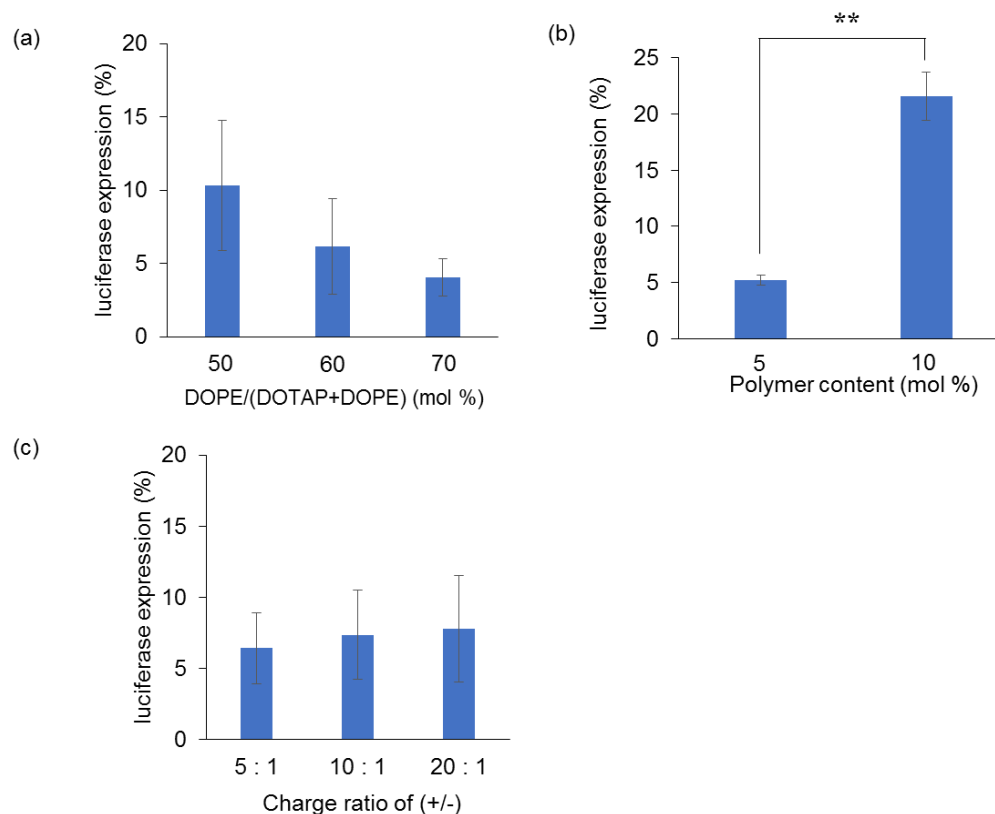 (a)
luciferase expression (%)
20
15
10
5
0
50 60 70
DOPE/(DOTAP+DOPE) (mol %)
(b)
**
luciferase expression (%)
25
20
15
10
5
0
5 10
Polymer content (mol %)
(c)
luciferase expression (%)
20
15
10
5
0
5 : 1 10 : 1 20 : 1
Charge ratio of (+/-)